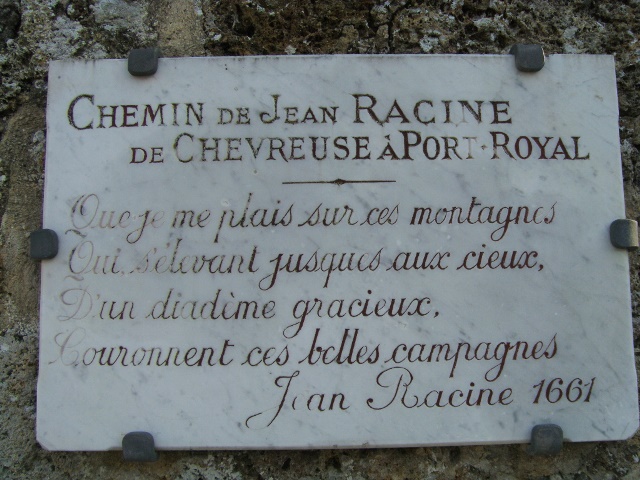 CHEMIN DE JEAN RACINE
DE CHEVREUSE À PORT-ROYAL
Que je me plais sur ces montagnes
Qui, s'élevant jusques aux cieux,
D'un diadème gracieux,
Couronnent ces belles campagnes
Jean Racine 1661